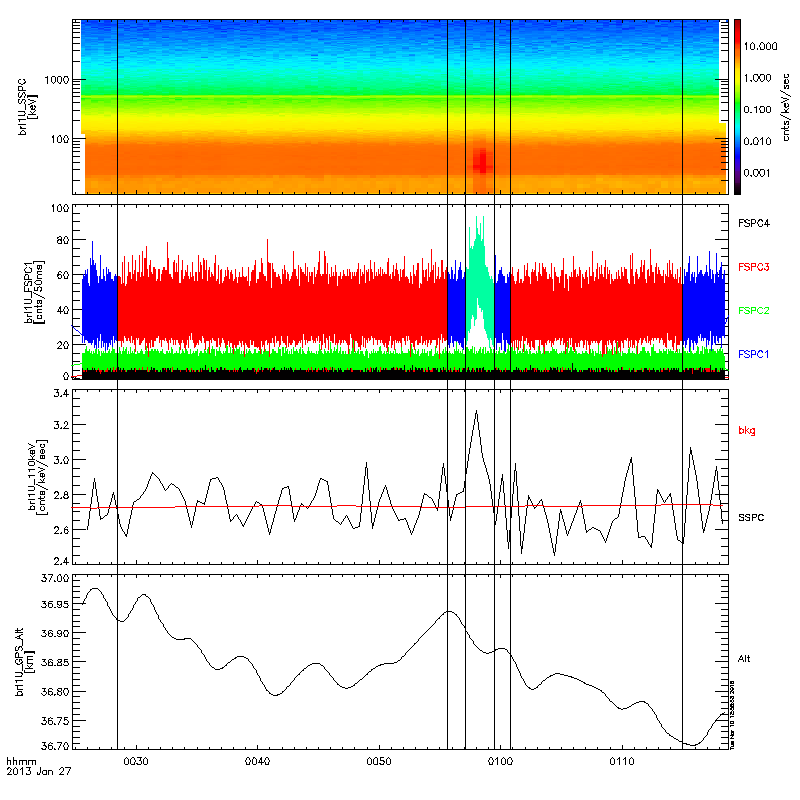 brl1U_SSPC
[keV]
1000
100
10.000
1.000
0.100
0.010
0.001
cnts/keV/sec
brl1U_FSPC1
[cnts/50ms]
100
80
60
40
20
0
FSPC4
FSPC3
FSPC2
FSPC1
brl1U_110keV
[cnts/keV/sec]
3.4
3.2
3.0
2.8
2.6
2.4
bkg
SSPC
brl1U_GPS_Alt
[km]
37.00
36.95
36.90
36.85
36.80
36.75
36.70
Alt
hhmm
2013 Jan 27
0030
0040
0050
0100
0110